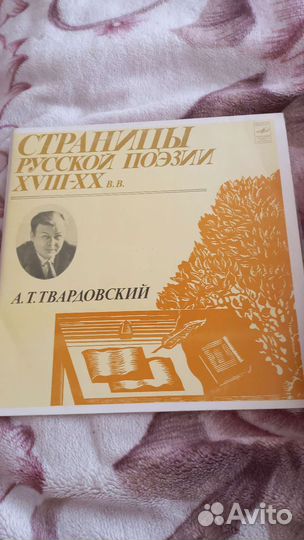 СТРАНИЦЫ
РУССКОЙ ПОЭЗИИ
XVIII-XX В.В.
А.Т.ТВАРДОВСКИЙ
Avito